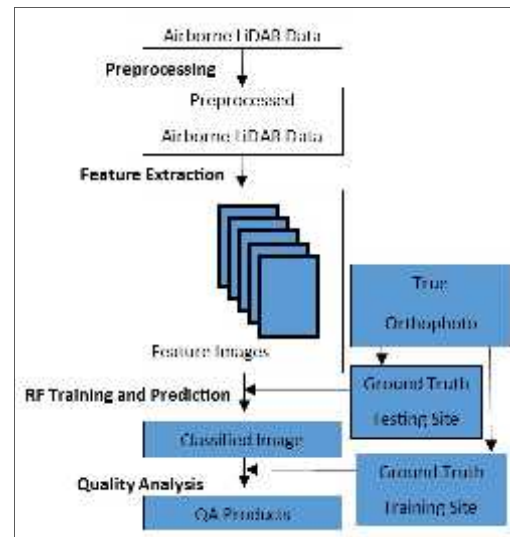 Airborne LiDAR Data
Preprocessing
Preprocessed
Airborne LiDAR Data
Feature Extraction
True
Orthophoto
Feature Images
RF Training and Prediction
Ground Truth
Testing Site
Classified Image
Quality Analysis
Ground Truth
Training Site
QA Products